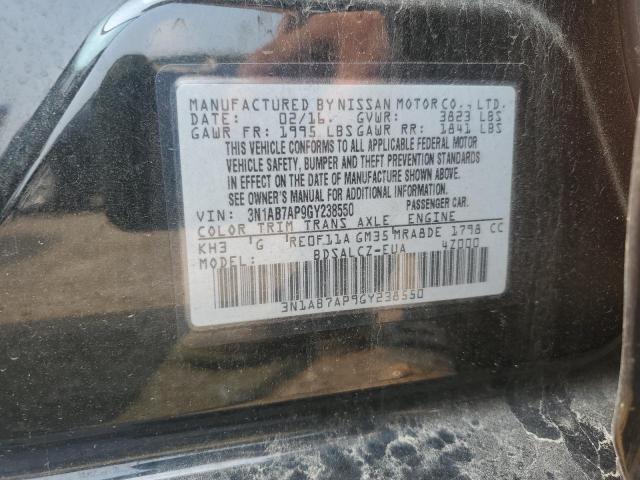 MANUFACTURED BY NISSAN MOTOR CO., LTD.
DATE: 02/16. GVWR: 3823 LBS
GAWR FR: 1995 LBS GAWR RR: 1841 LBS
THIS VEHICLE CONFORMS TO ALL APPLICABLE FEDERAL MOTOR
VEHICLE SAFETY, BUMPER AND THEFT PREVENTION STANDARDS
IN EFFECT ON THE DATE OF MANUFACTURE SHOWN ABOVE.
SEE OWNER'S MANUAL FOR ADDITIONAL INFORMATION.
VIN: 3N1AB7AP9GY238550 PASSENGER CAR.
COLOR TRIM TRANS AXLE ENGINE
KH3 'G RE0F11A GM35 MRA8DE 1798 CC
MODEL: BDSALCZ-EUA 4Z000
3N1AB7AP9GY238550